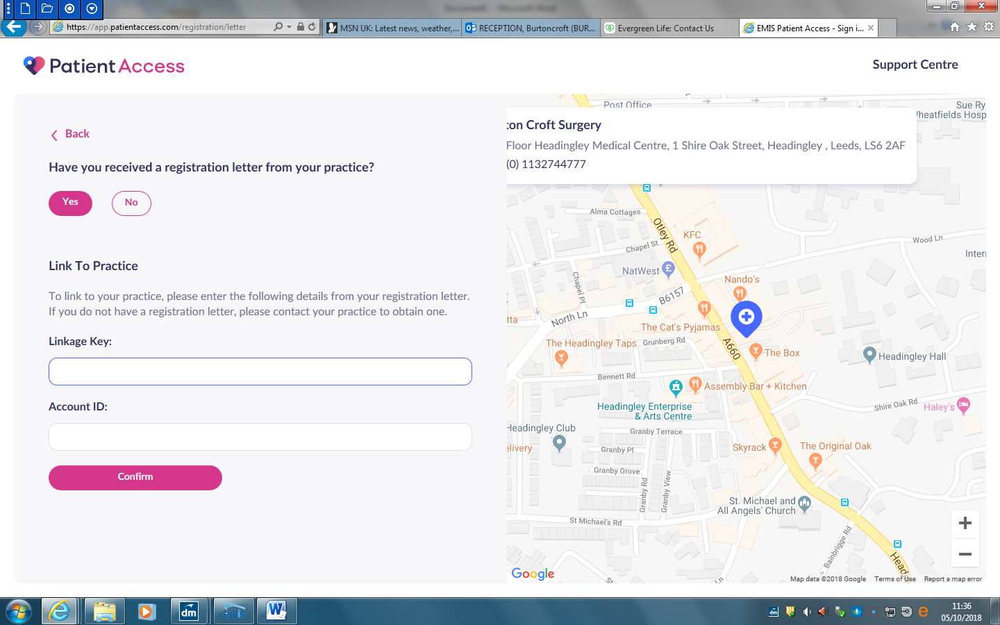 https://app.patientaccess.com/registration/letter
MSN UK: Latest news, weather,...
RECEPTION, Burtoncroft (BUR...
Evergreen Life: Contact Us
EMIS Patient Access - Sign i...
Patient Access
Support Centre
Back
Have you received a registration letter from your practice?
Yes
No
Link To Practice
To link to your practice, please enter the following details from your registration letter.
If you do not have a registration letter, please contact your practice to obtain one.
Linkage Key:
Account ID:
Confirm
Post Office
Sue Ry
Wheatfields Hosp
ton Croft Surgery
Floor Headingley Medical Centre, 1 Shire Oak Street, Headingley , Leeds, LS6 2AF
(0) 1132744777
Alma Cottages
Otley Rd
KFC
Chapel St
Wood Ln
Inter
NatWest
Chapel Pl
Nando's
B6157
North Ln
tta
The Cat's Pyjamas
The Headingley Taps
Grunberg Rd
A660
The Box
Headingley Hall
Bennett Rd
Assembly Bar + Kitchen
Headingley Enterprise
& Arts Centre
Shire Oak Rd
Haley's
Headingley Club
Granby Terrace
elivery
Granby Pl
Skyrack
The Original Oak
Granby Grove
Granby Rd
Granby View
St. Michael and
All Angels' Church
St Michael's Rd
Bainbrigge Rd
Head
Google
Map data ©2018 Google
Terms of Use
Report a map error
dm
emis
W
dm
11:36
05/10/2018